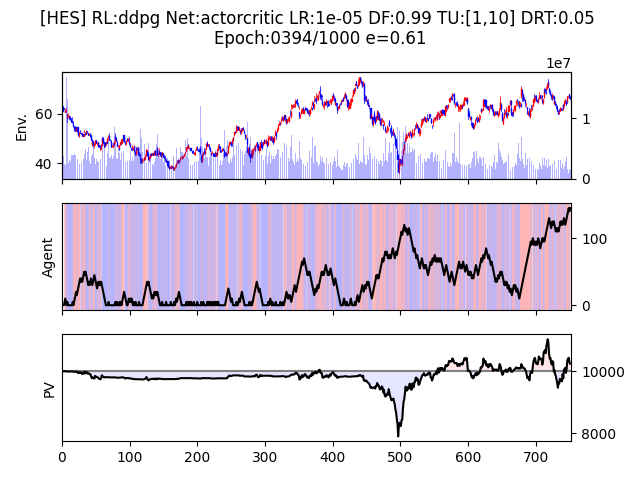 [HES] RL:ddpg Net:actorcritic LR:1e-05 DF:0.99 TU:[1,10] DRT:0.05
Epoch:0394/1000 e=0.61
1e7
Env.
60
40
1
0
Agent
100
0
PV
10000
8000
0
100
200
300
400
500
600
700